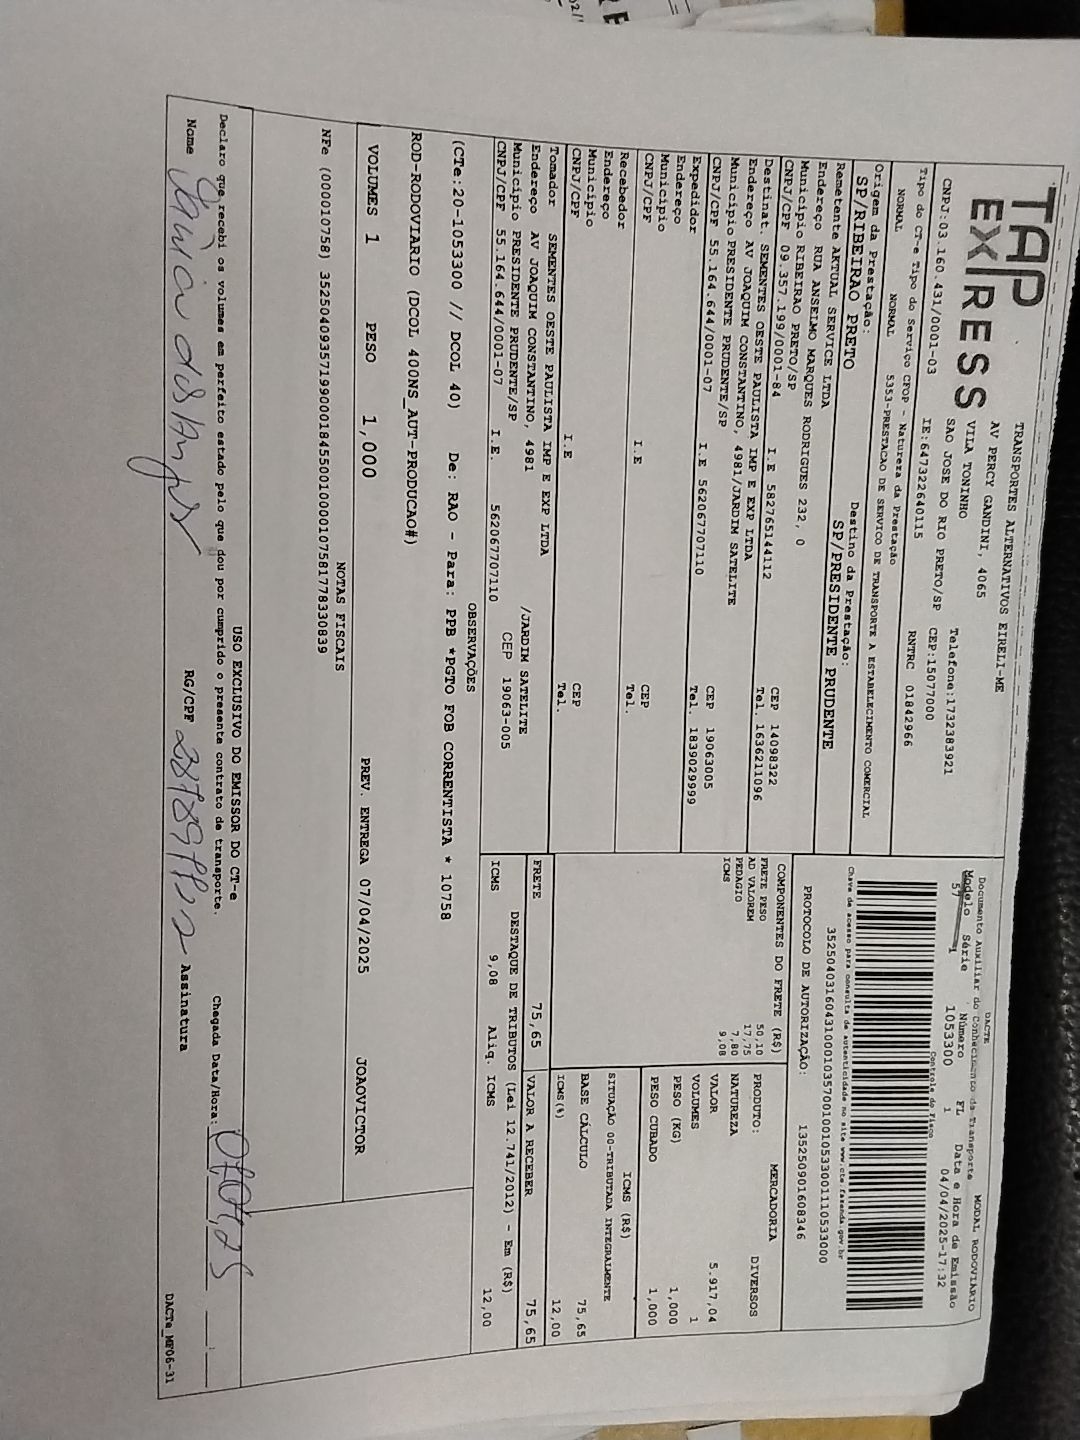 TAP
EXPRESS
TRANSPORTES ALTERNATIVOS EIRELI-ME
AV PERCY GANDINI, 4065
VILA TONINHO
SAO JOSE DO RIO PRETO/SP
Telefone:1732383921
CEP:15077000
CNPJ:03.160.431/0001-03 IE:647322640115 RNTRC 01842966
Tipo do CT-e Tipo do Serviço CFOP - Natureza da Prestação
NORMAL NORMAL 5353-PRESTACAO DE SERVICO DE TRANSPORTE A ESTABELECIMENTO COMERCIAL
Origem da Prestação: Destino da Prestação:
SP/RIBEIRAO PRETO SP/PRESIDENTE PRUDENTE
Remetente AKTUAL SERVICE LTDA
Endereço RUA ANSELMO MARQUES RODRIGUES 232, 0
Município RIBEIRAO PRETO/SP CEP 14098322
CNPJ/CPF 09.357.199/0001-84 I.E 582765144112 Tel. 1636211096
Destinat. SEMENTES OESTE PAULISTA IMP E EXP LTDA
Endereço AV JOAQUIM CONSTANTINO, 4981/JARDIM SATELITE
Município PRESIDENTE PRUDENTE/SP CEP 19063005
CNPJ/CPF 55.164.644/0001-07 I.E 562067707110 Tel. 1839029999
Expedidor
Endereço
Município CEP
CNPJ/CPF I.E Tel.
Recebedor
Endereço
Município CEP
CNPJ/CPF I.E Tel.
Tomador SEMENTES OESTE PAULISTA IMP E EXP LTDA
Endereço AV JOAQUIM CONSTANTINO, 4981 /JARDIM SATELITE
Município PRESIDENTE PRUDENTE/SP CEP 19063-005
CNPJ/CPF 55.164.644/0001-07 I.E. 562067707110
DACTE MODAL RODOVIÁRIO
Documento Auxiliar do Conhecimento de Transporte
Modelo Série Número FL Data e Hora de Emissão
57 1 1053300 1 04/04/2025-17:32
Controle do Fisco
Chave de acesso para consulta de autenticidade no site www.cte.fazenda.gov.br
35250403160431000103570010010533001110533000
PROTOCOLO DE AUTORIZAÇÃO: 135250901608346
COMPONENTES DO FRETE (R$)
FRETE PESO 50,10
AD VALOREM 17,75
PEDAGIO 7,80
ICMS 9,08
MERCADORIA
PRODUTO: DIVERSOS
NATUREZA
VALOR 5.917,04
VOLUMES 1
PESO (KG) 1,000
PESO CUBADO 1,000
ICMS (R$)
SITUAÇÃO 00-TRIBUTADA INTEGRALMENTE
BASE CÁLCULO 75,65
ICMS(%) 12,00
FRETE 75,65 VALOR A RECEBER 75,65
DESTAQUE DE TRIBUTOS (Lei 12.741/2012) - Em (R$)
ICMS 9,08 Aliq. ICMS 12,00
OBSERVAÇÕES
(CTe:20-1053300 // DCOL 40) De: RAO - Para: PPB *PGTO FOB CORRENTISTA * 10758
ROD-RODOVIARIO (DCOL 400NS_AUT-PRODUCAO#)
VOLUMES 1 PESO 1,000 PREV. ENTREGA 07/04/2025 JOAOVICTOR
NOTAS FISCAIS
NFe (000010758) 35250409357199000184550010000107581778330839
USO EXCLUSIVO DO EMISSOR DO CT-e
Declaro que recebi os volumes em perfeito estado pelo que dou por cumprido o presente contrato de transporte. Chegada Data/Hora:
Nome RG/CPF Assinatura
DACTe_MF06-31